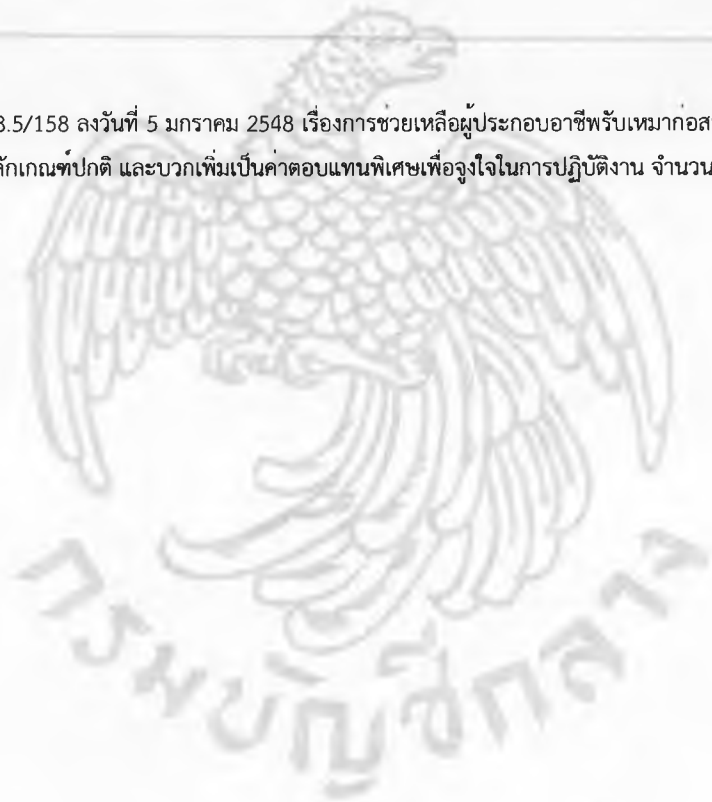 3.5/158 ลงวันที่ 5 มกราคม 2548 เรื่องการช่วยเหลือผู้ประกอบอาชีพรับเหมาก่อส
ลักเกณฑ์ปกติ และบวกเพิ่มเป็นค่าตอบแทนพิเศษเพื่อจูงใจในการปฏิบัติงาน จำนวน
กรมบัญชีกลาง